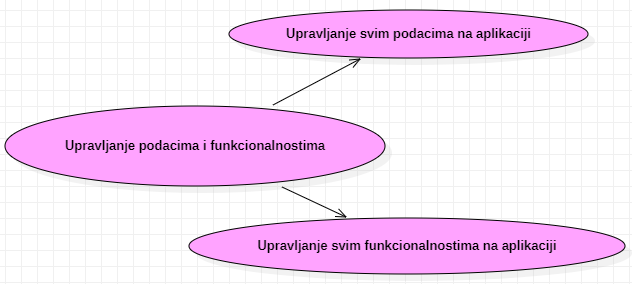 Upravljanje svim podacima na aplikaciji
Upravljanje podacima i funkcionalnostima
Upravljanje svim funkcionalnostima na aplikaciji